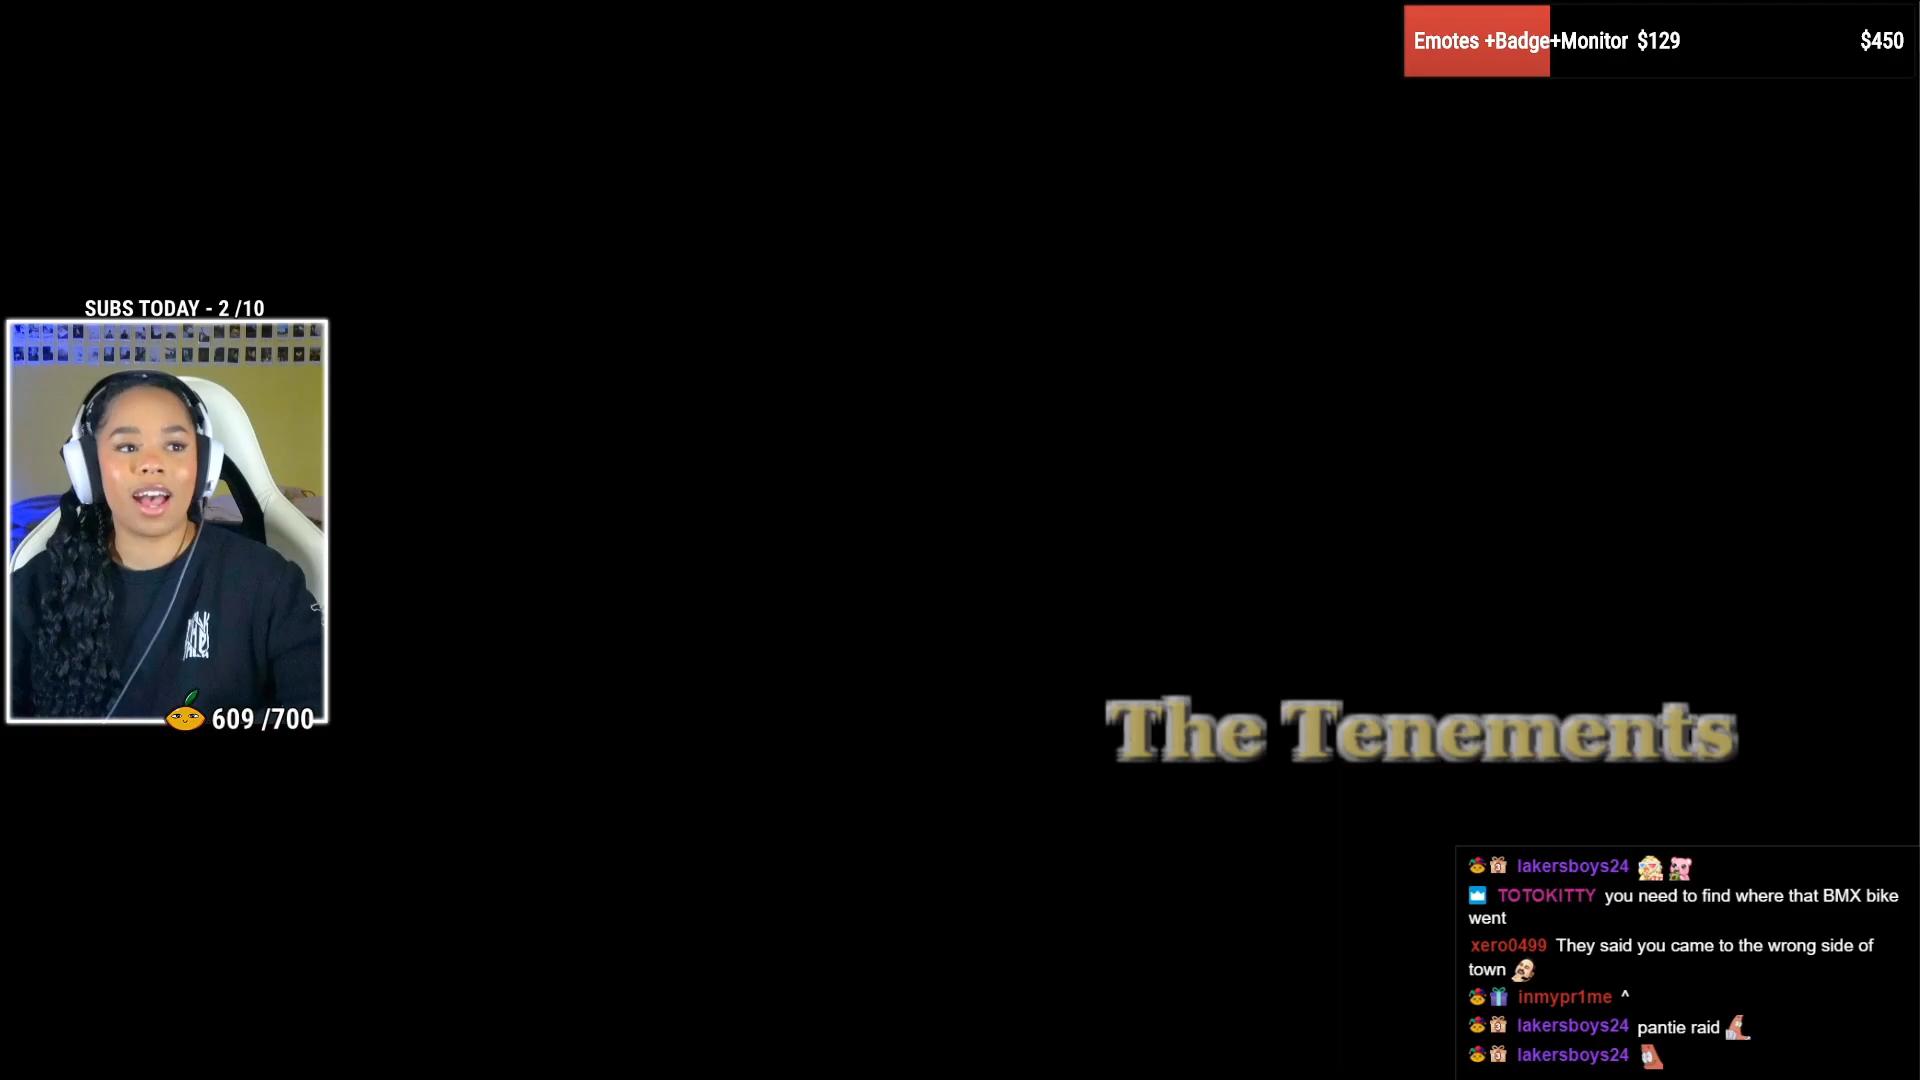 Emotes +Badge+Monitor $129 $450
SUBS TODAY - 2 /10
609 /700
The Tenements
lakersboys24
TOTOKITTY you need to find where that BMX bike
went
xero0499 They said you came to the wrong side of
town
inmypr1me ^
lakersboys24 pantie raid
lakersboys24